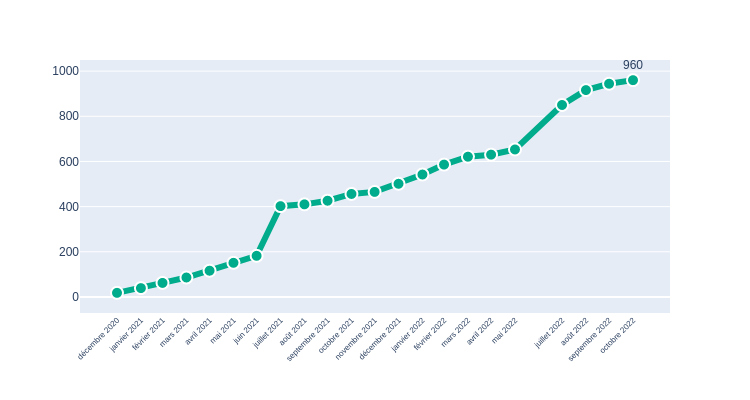 960
1000
800
600
400
200
0
décembre 2020
janvier 2021
février 2021
mars 2021
avril 2021
mai 2021
juin 2021
juillet 2021
août 2021
septembre 2021
octobre 2021
novembre 2021
décembre 2021
janvier 2022
février 2022
mars 2022
avril 2022
mai 2022
juillet 2022
août 2022
septembre 2022
octobre 2022